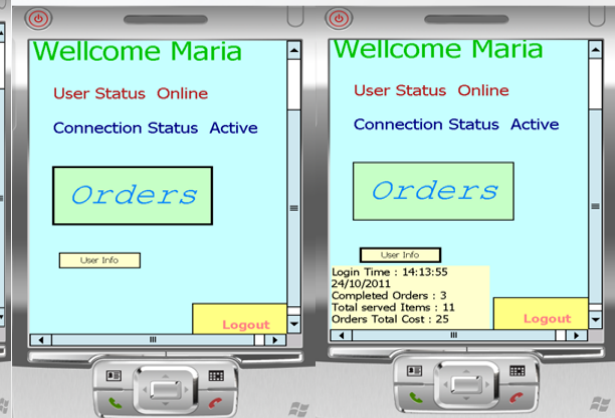 Wellcome Maria
User Status Online
Connection Status Active
Orders
User Info
Logout
Wellcome Maria
User Status Online
Connection Status Active
Orders
User Info
Login Time : 14:13:55
24/10/2011
Completed Orders : 3
Total served Items : 11
Orders Total Cost : 25
Logout